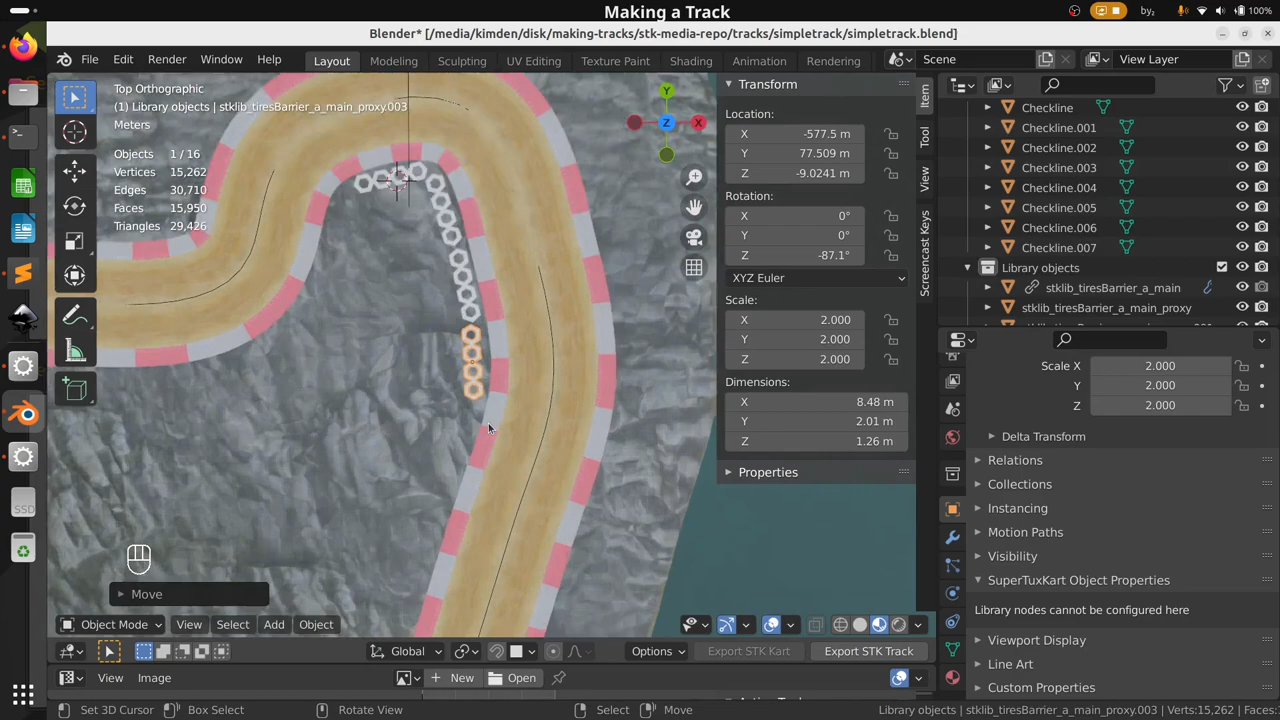 Making a Track
by₂
100%
Blender* [/media/kimden/disk/making-tracks/stk-media-repo/tracks/simpletrack/simpletrack.blend]
File Edit Render Window Help
Layout Modeling Sculpting UV Editing Texture Paint Shading Animation Rendering
Scene
View Layer
Top Orthographic
(1) Library objects | stklib_tiresBarrier_a_main_proxy.003
Meters
Objects 1 / 16
Vertices 15,262
Edges 30,710
Faces 15,950
Triangles 29,426
Y
Z
X
Transform
Location:
X -577.5 m
Y 77.509 m
Z -9.0241 m
Rotation:
X 0°
Y 0°
Z -87.1°
XYZ Euler
Scale:
X 2.000
Y 2.000
Z 2.000
Dimensions:
X 8.48 m
Y 2.01 m
Z 1.26 m
Properties
Item
Tool
View
Screencast Keys
Checkline
Checkline.001
Checkline.002
Checkline.003
Checkline.004
Checkline.005
Checkline.006
Checkline.007
Library objects
stklib_tiresBarrier_a_main
stklib_tiresBarrier_a_main_proxy
Scale X 2.000
Y 2.000
Z 2.000
Delta Transform
Relations
Collections
Instancing
Motion Paths
Visibility
SuperTuxKart Object Properties
Library nodes cannot be configured here
Viewport Display
Line Art
Custom Properties
SSD
Move
Object Mode View Select Add Object
Global
Options
Export STK Kart
Export STK Track
View Image
New
Open
Set 3D Cursor
Box Select
Rotate View
Select
Move
Library objects | stklib_tiresBarrier_a_main_proxy.003 | Vertices:15,262 | Edges:30,710 | Faces: